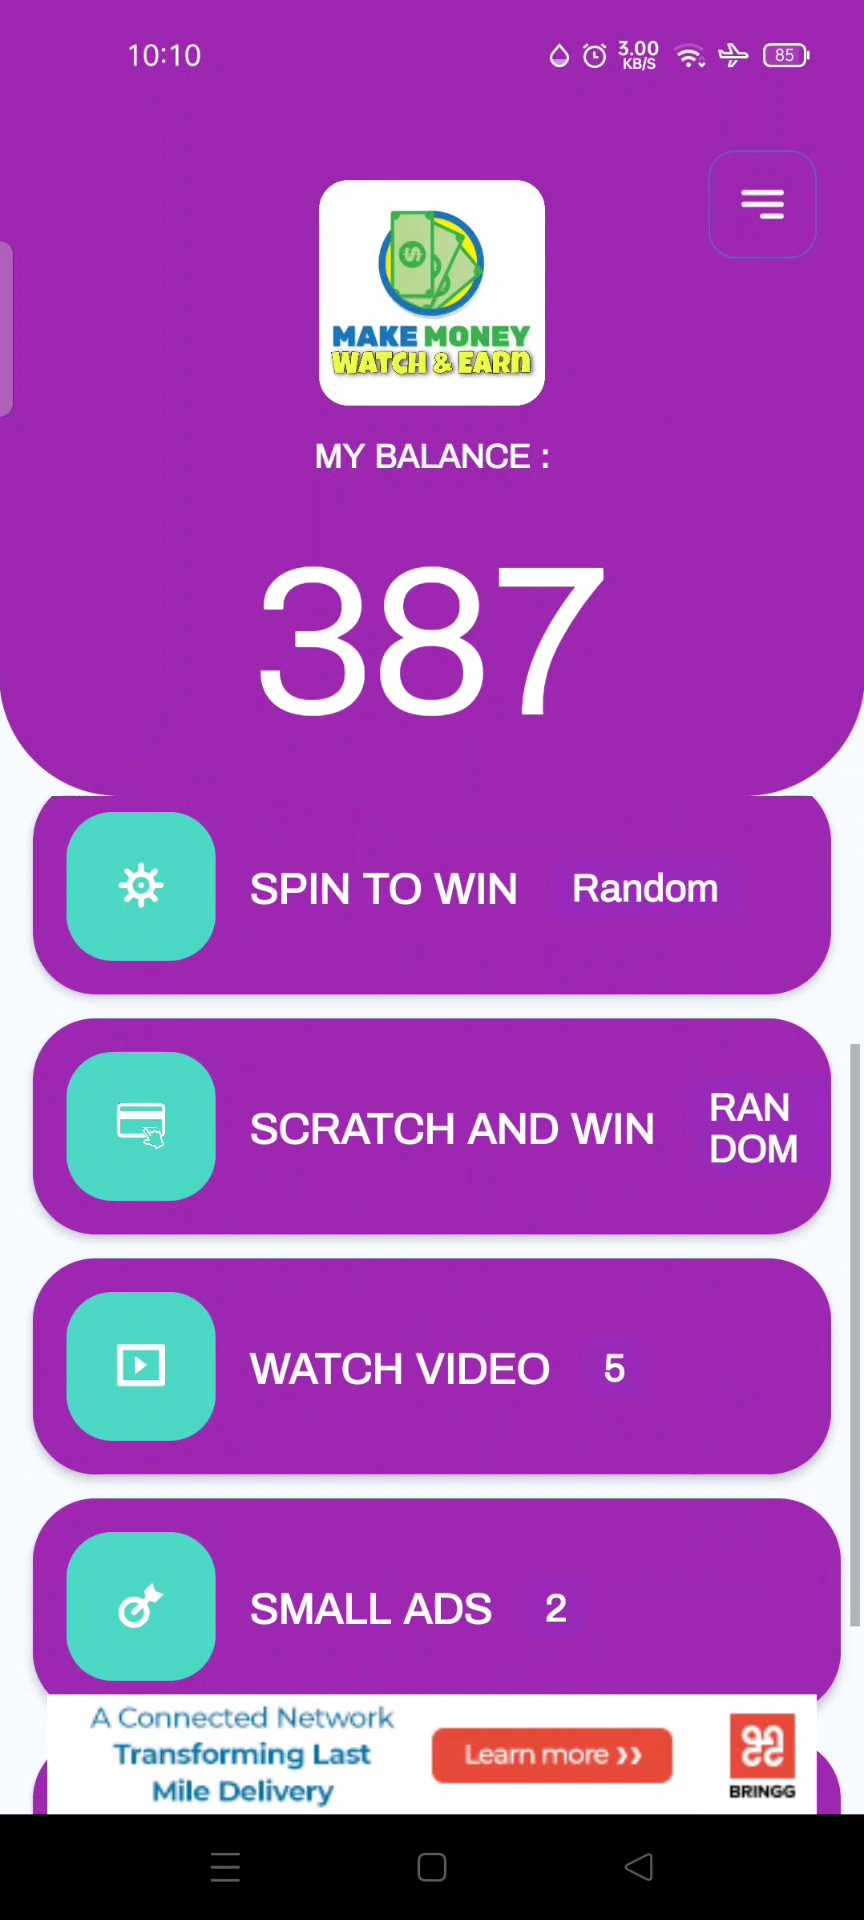 10:10
3.00
KB/S
85
MAKE MONEY
WATCH & EARN
MY BALANCE :
387
SPIN TO WIN Random
SCRATCH AND WIN RAN
DOM
WATCH VIDEO 5
SMALL ADS 2
A Connected Network
Transforming Last
Mile Delivery
Learn more ❯❯
BRINGG